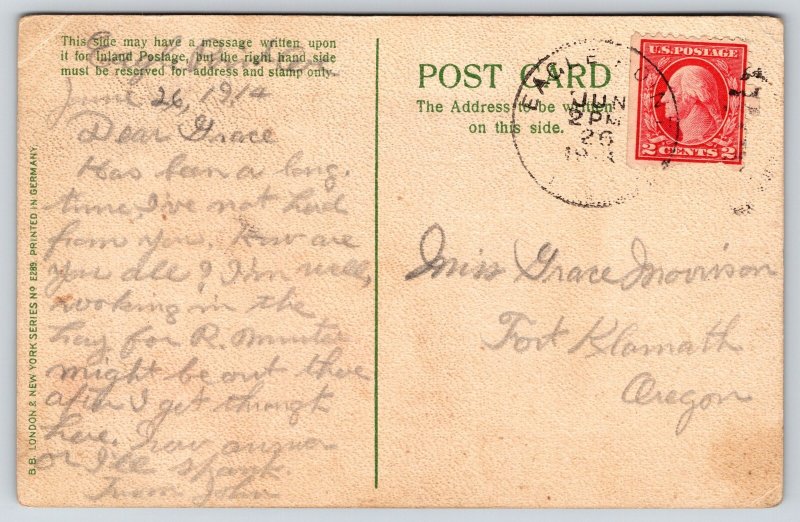 This side may have a message written upon
it for Inland Postage, but the right hand side
must be reserved for address and stamp only.
June 26, 1914
Dear Grace
Has been a long
time, I've not had
from you. How are
you all? I'm well,
working in the
hay for R.
might be out there
after I get through
here. Now answer
or I'll spank.
From John
B.B. LONDON & NEW YORK SERIES No E289. PRINTED IN GERMANY.
POST CARD
The Address to be written
on this side.
EAGLE
JUN
2 PM
26
U.S. POSTAGE
2 CENTS 2
Miss Grace Morrison
Fort Klamath
Oregon